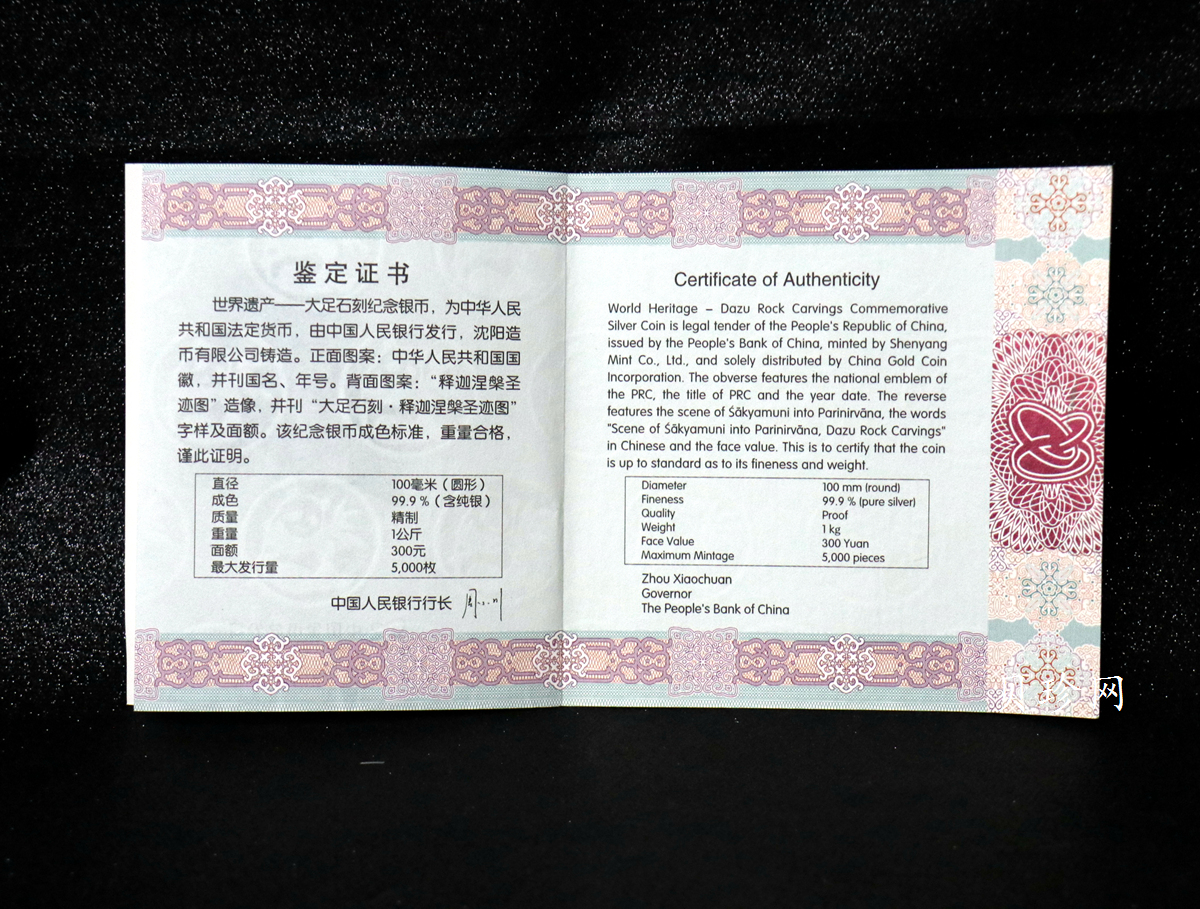 鉴定证书
世界遗产——大足石刻纪念银币，为中华人民
共和国法定货币，由中国人民银行发行，沈阳造
币有限公司铸造。正面图案：中华人民共和国国
徽，并刊国名、年号。背面图案：“释迦涅槃圣
迹图”造像，并刊“大足石刻·释迦涅槃圣迹图”
字样及面额。该纪念银币成色标准，重量合格，
谨此证明。
直径 100毫米（圆形）
成色 99.9 %（含纯银）
质量 精制
重量 1公斤
面额 300元
最大发行量 5,000枚
中国人民银行行长
Certificate of Authenticity
World Heritage – Dazu Rock Carvings Commemorative
Silver Coin is legal tender of the People's Republic of China,
issued by the People's Bank of China, minted by Shenyang
Mint Co., Ltd., and solely distributed by China Gold Coin
Incorporation. The obverse features the national emblem of
the PRC, the title of PRC and the year date. The reverse
features the scene of Śākyamuni into Parinirvāna, the words
"Scene of Śākyamuni into Parinirvāna, Dazu Rock Carvings"
in Chinese and the face value. This is to certify that the coin
is up to standard as to its fineness and weight.
Diameter 100 mm (round)
Fineness 99.9 % (pure silver)
Quality Proof
Weight 1 kg
Face Value 300 Yuan
Maximum Mintage 5,000 pieces
Zhou Xiaochuan
Governor
The People's Bank of China
网